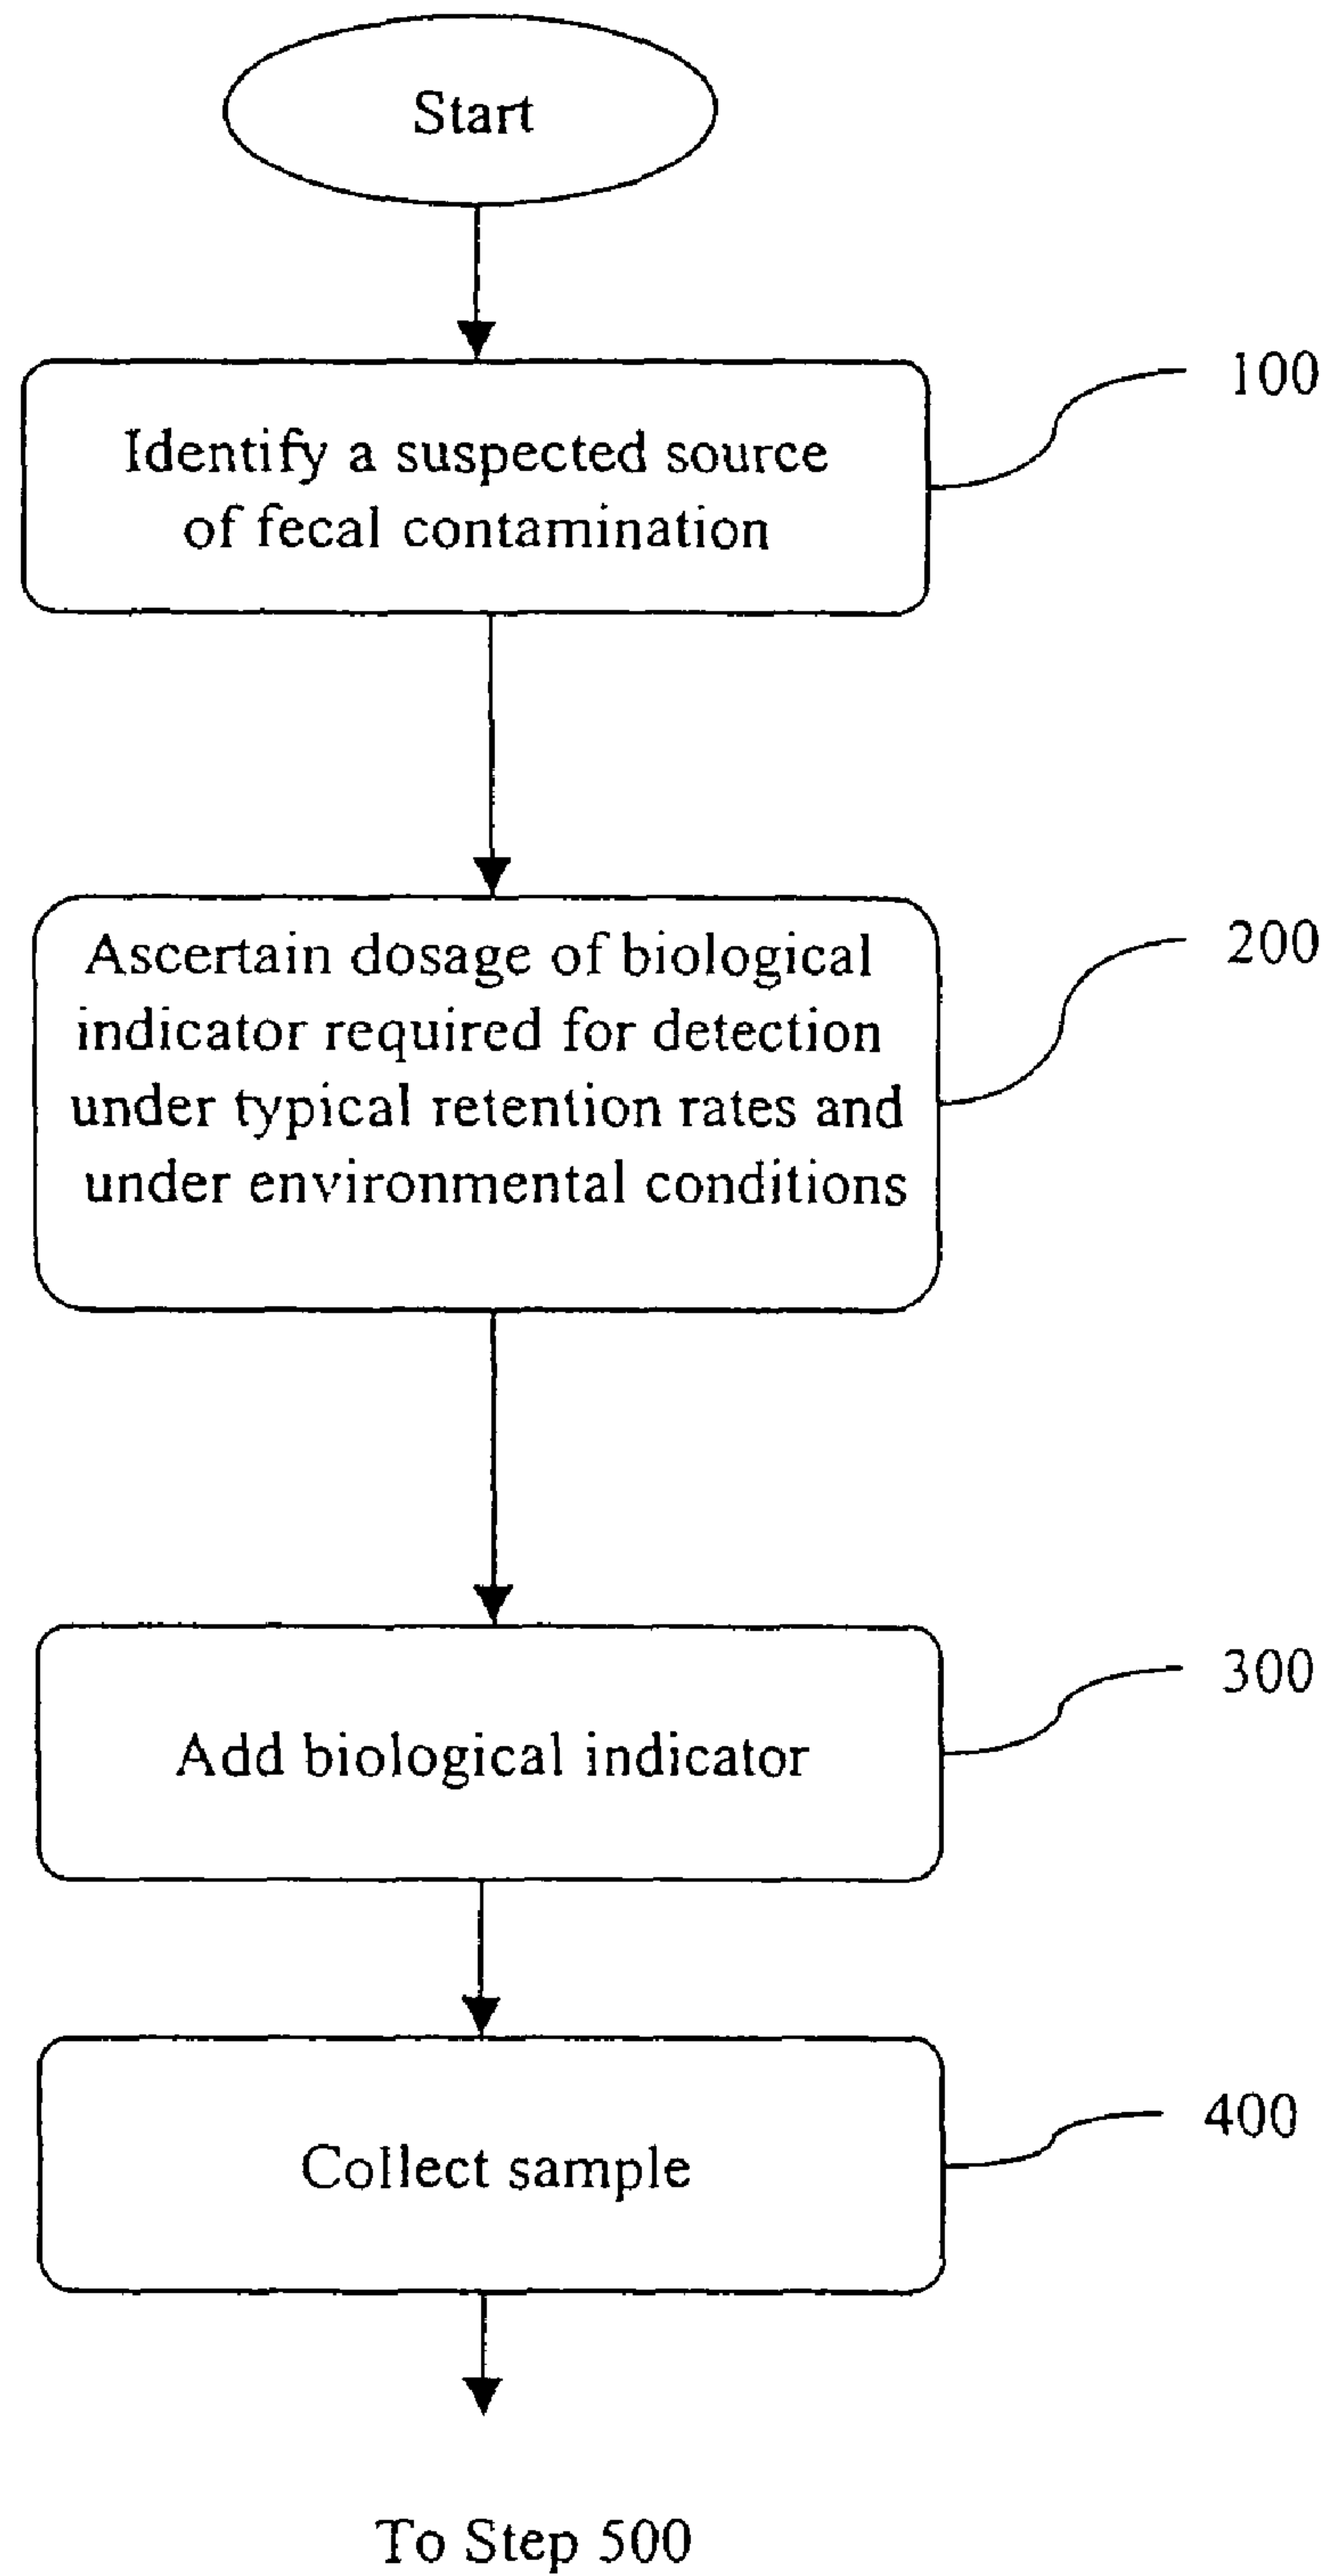 Start
100
Identify a suspected source
of fecal contamination
200
Ascertain dosage of biological
indicator required for detection
under typical retention rates and
under environmental conditions
300
Add biological indicator
400
Collect sample
To Step 500